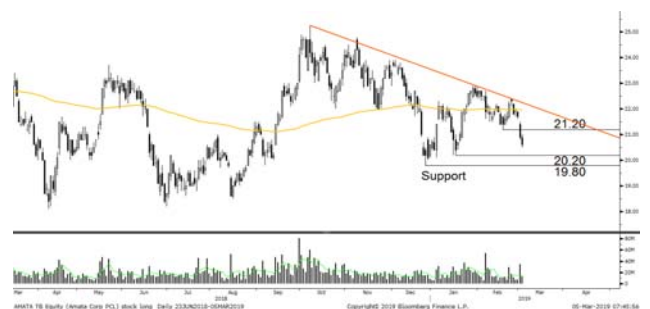 25.00
24.00
23.00
22.00
21.20
21.00
20.20
20.00
19.80
Support
19.00
18.00
80M
60M
40M
20M
0
Mar Apr May Jun Jul Aug Sep Oct Nov Dec Jan Feb Mar Apr
2018 2019
AMATA TB Equity (Amata Corp PCL) stock long Daily 23JUN2018-05MAR2019 Copyright© 2019 Bloomberg Finance L.P. 05-Mar-2019